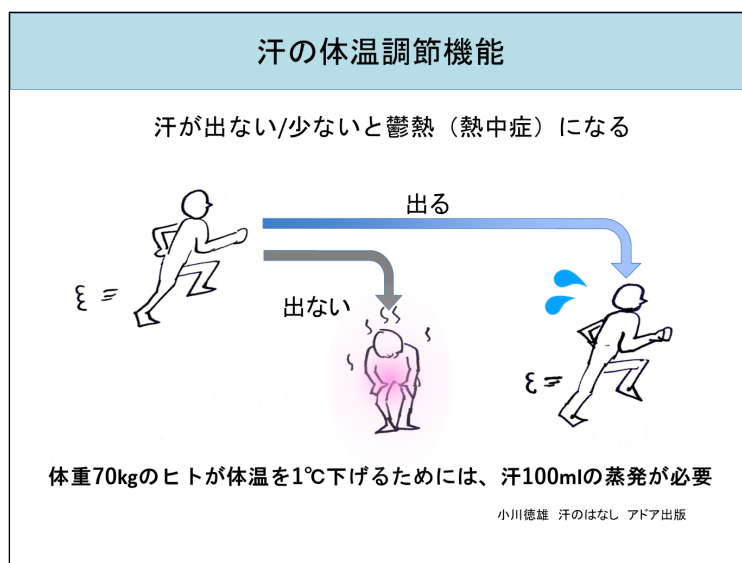 汗の体温調節機能
汗が出ない/少ないと鬱熱（熱中症）になる
出る
出ない
体重70kgのヒトが体温を1℃下げるためには、汗100mlの蒸発が必要
小川徳雄 汗のはなし アドア出版